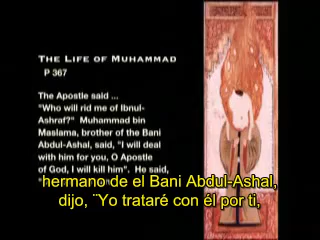 THE LIFE OF MUHAMMAD
P 367
The Apostle said ...
"Who will rid me of Ibnul-
Ashraf?" Muhammad bin
Maslama, brother of the Bani
Abdul-Ashal, said, "I will deal
with him for you, O Apostle
of God, I will kill him". He said,
hermano de el Bani Abdul-Ashal,
dijo, ¨Yo trataré con él por ti,